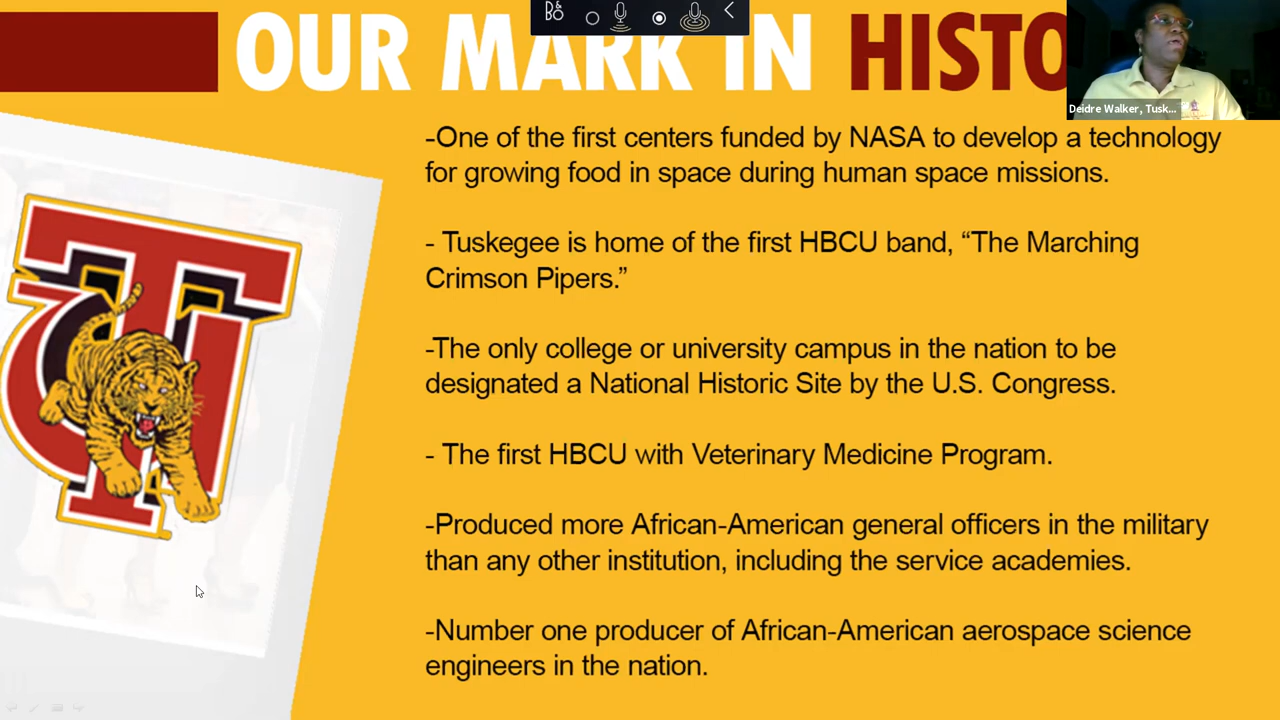 B&O
OUR MARK IN HISTO
Deidre Walker, Tusk...
-One of the first centers funded by NASA to develop a technology
for growing food in space during human space missions.
- Tuskegee is home of the first HBCU band, “The Marching
Crimson Pipers.”
-The only college or university campus in the nation to be
designated a National Historic Site by the U.S. Congress.
- The first HBCU with Veterinary Medicine Program.
-Produced more African-American general officers in the military
than any other institution, including the service academies.
-Number one producer of African-American aerospace science
engineers in the nation.
TU